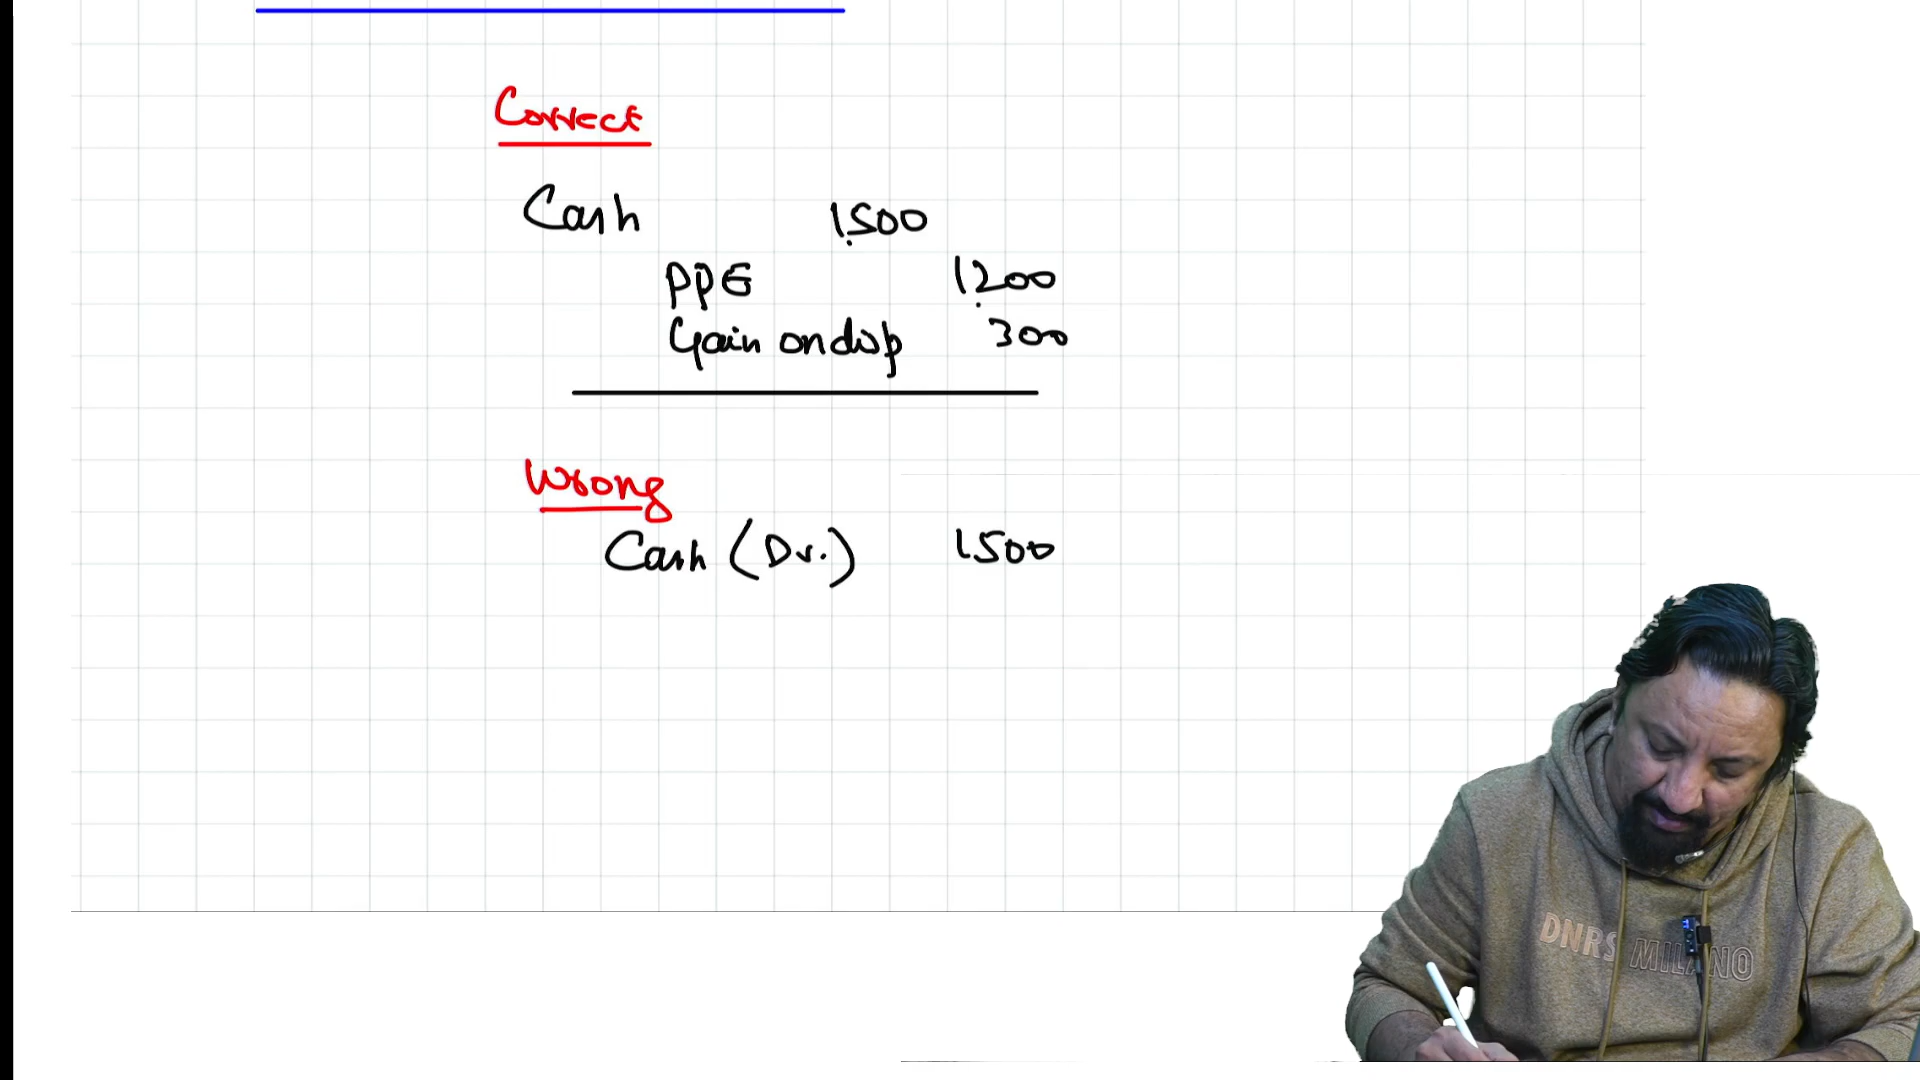 Correct
Cash 1500
PPE 1200
Gain on disp 300
Wrong
Cash (Dr.) 1500
DNRS MILANO